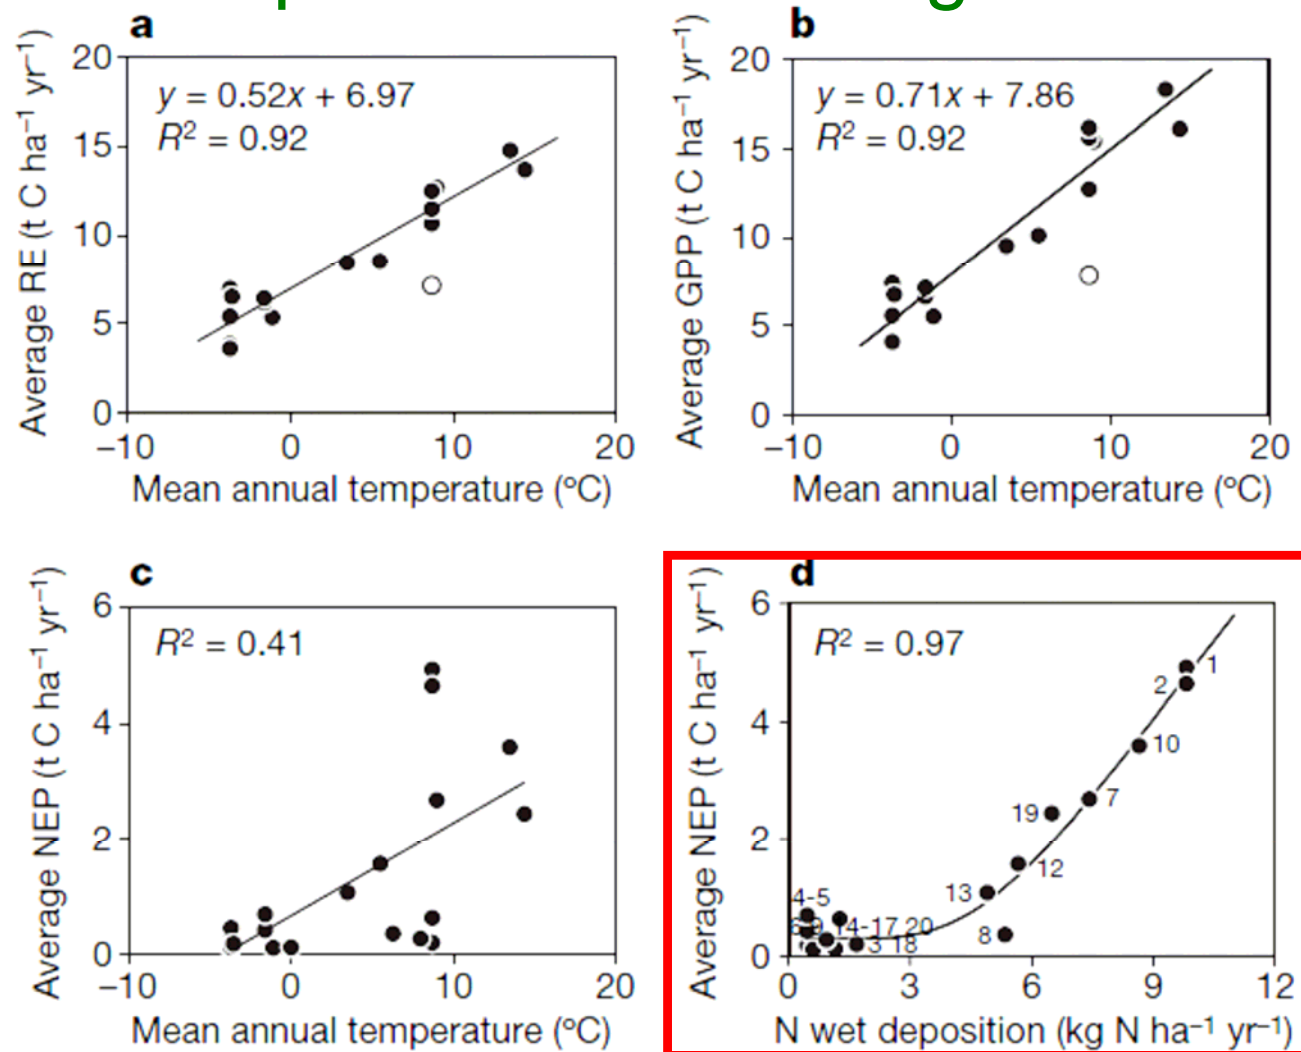 a
Average RE (t C ha⁻¹ yr⁻¹)
20
15
10
5
0
y = 0.52x + 6.97
R² = 0.92
−10 0 10 20
Mean annual temperature (°C)
b
Average GPP (t C ha⁻¹ yr⁻¹)
20
15
10
5
0
y = 0.71x + 7.86
R² = 0.92
−10 0 10 20
Mean annual temperature (°C)
c
Average NEP (t C ha⁻¹ yr⁻¹)
6
4
2
0
R² = 0.41
−10 0 10 20
Mean annual temperature (°C)
d
Average NEP (t C ha⁻¹ yr⁻¹)
6
4
2
0
R² = 0.97
1
2
10
7
19
12
13
4-5
14-17 20
8
3 18
0 3 6 9 12
N wet deposition (kg N ha⁻¹ yr⁻¹)